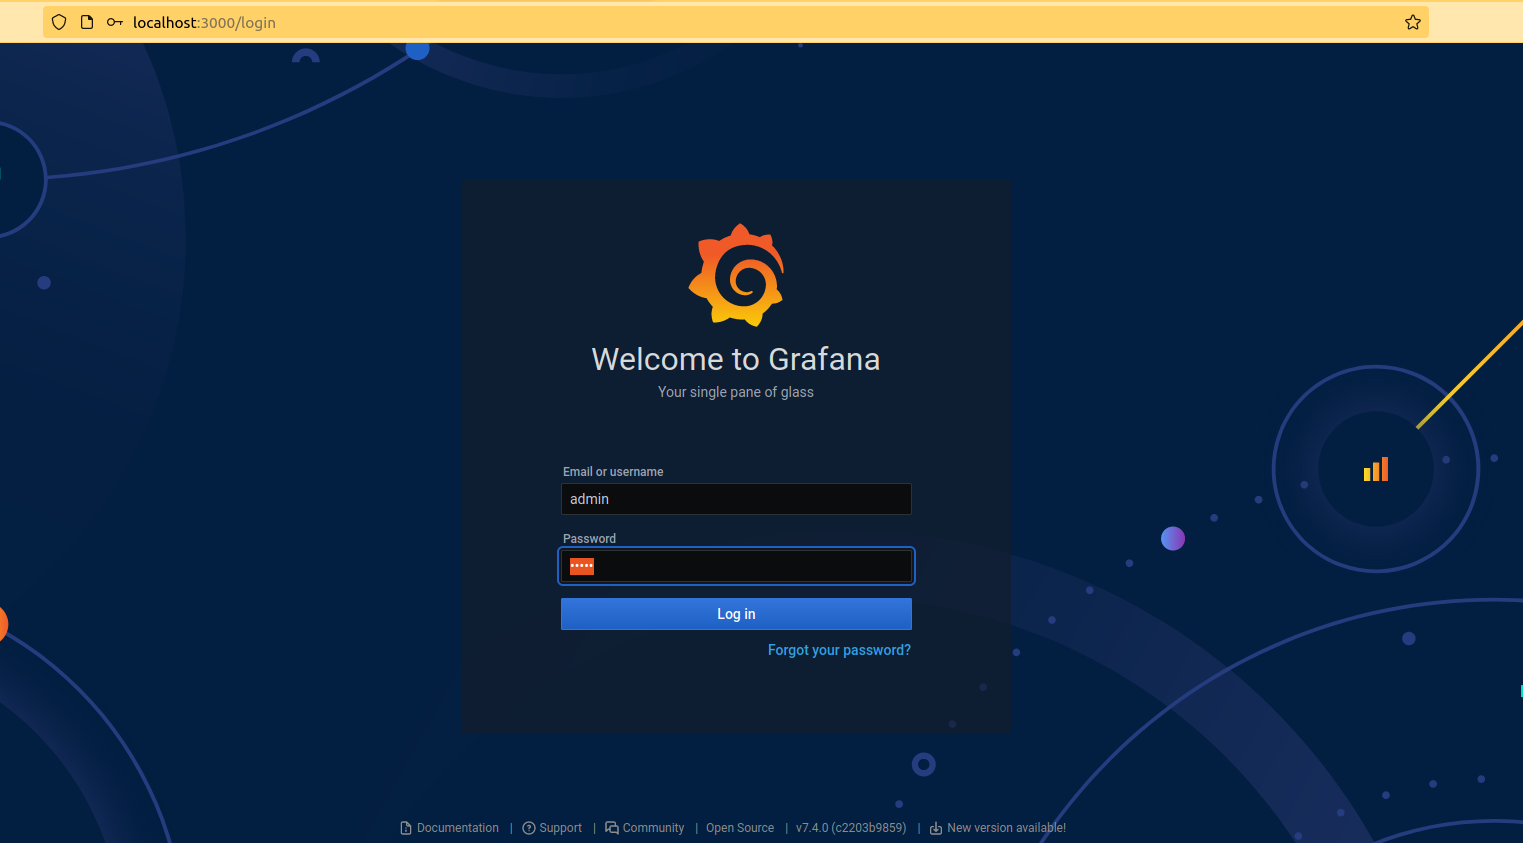 localhost:3000/login
Welcome to Grafana
Your single pane of glass
Email or username
admin
Password
•••••
Log in
Forgot your password?
Documentation | Support | Community | Open Source | v7.4.0 (c2203b9859) | New version available!